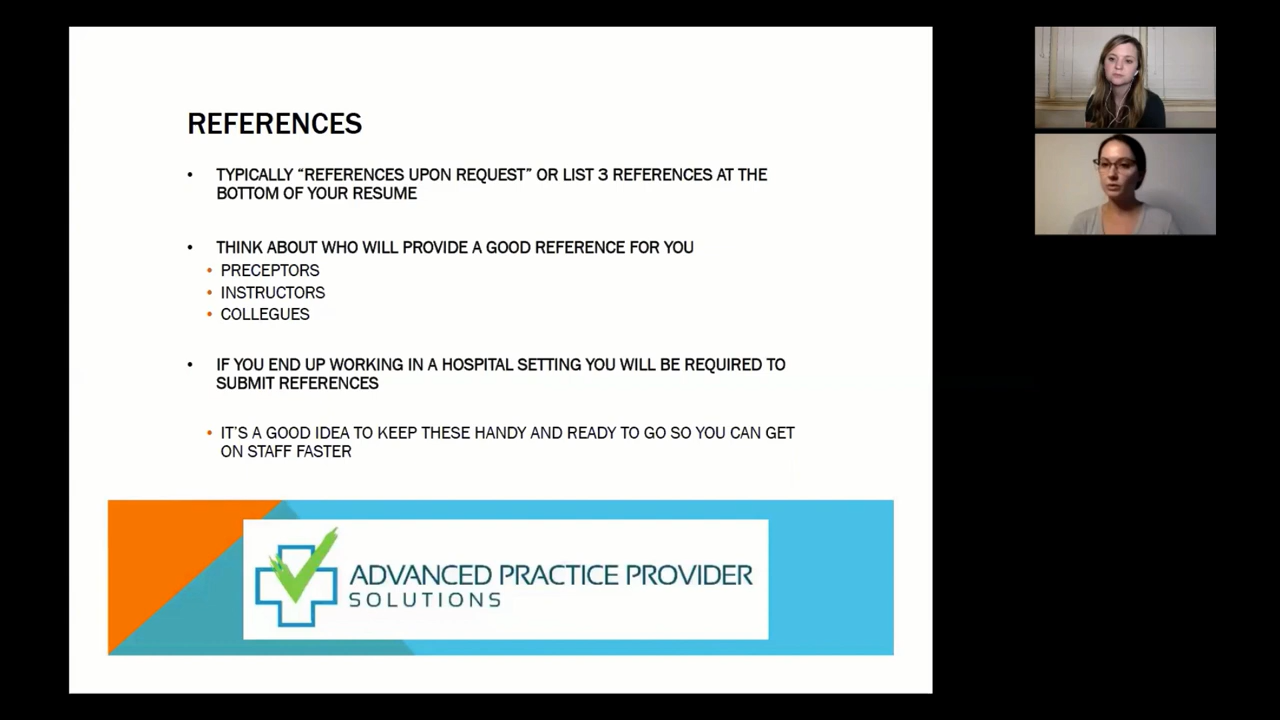 REFERENCES
• TYPICALLY “REFERENCES UPON REQUEST” OR LIST 3 REFERENCES AT THE
BOTTOM OF YOUR RESUME
• THINK ABOUT WHO WILL PROVIDE A GOOD REFERENCE FOR YOU
• PRECEPTORS
• INSTRUCTORS
• COLLEGUES
• IF YOU END UP WORKING IN A HOSPITAL SETTING YOU WILL BE REQUIRED TO
SUBMIT REFERENCES
• IT’S A GOOD IDEA TO KEEP THESE HANDY AND READY TO GO SO YOU CAN GET
ON STAFF FASTER
ADVANCED PRACTICE PROVIDER
SOLUTIONS